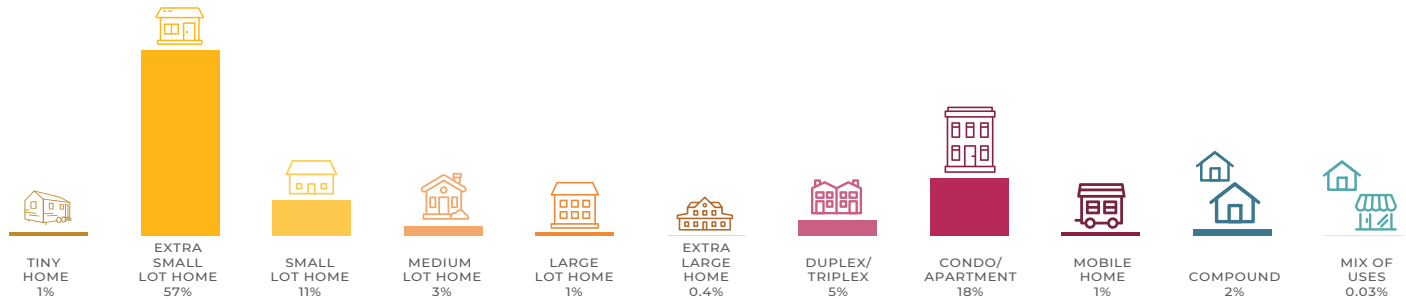 TINY
HOME
1%
EXTRA
SMALL
LOT HOME
57%
SMALL
LOT HOME
11%
MEDIUM
LOT HOME
3%
LARGE
LOT HOME
1%
EXTRA
LARGE
HOME
0.4%
DUPLEX/
TRIPLEX
5%
CONDO/
APARTMENT
18%
MOBILE
HOME
1%
COMPOUND
2%
MIX OF
USES
0.03%